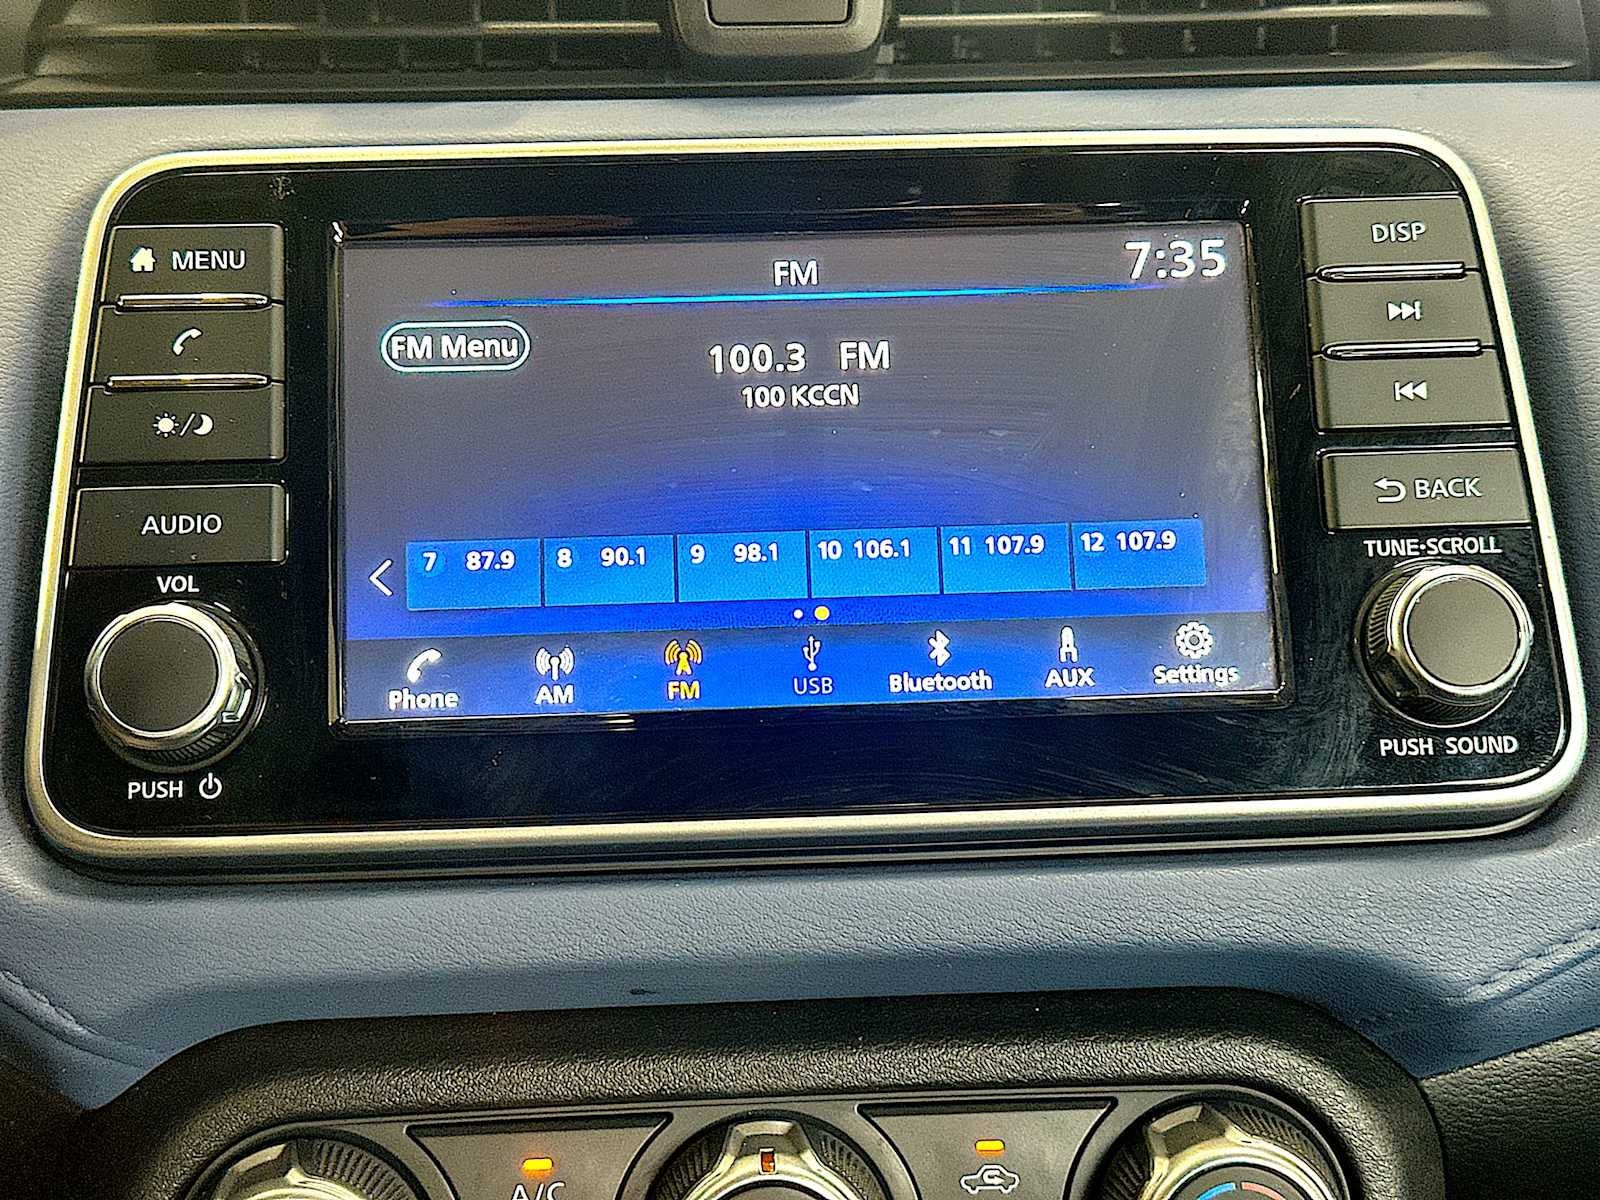 MENU
AUDIO
VOL
PUSH
FM
7:35
FM Menu
100.3 FM
100 KCCN
7 87.9
8 90.1
9 98.1
10 106.1
11 107.9
12 107.9
Phone
AM
FM
USB
Bluetooth
AUX
Settings
DISP
BACK
TUNE•SCROLL
PUSH SOUND
A/C